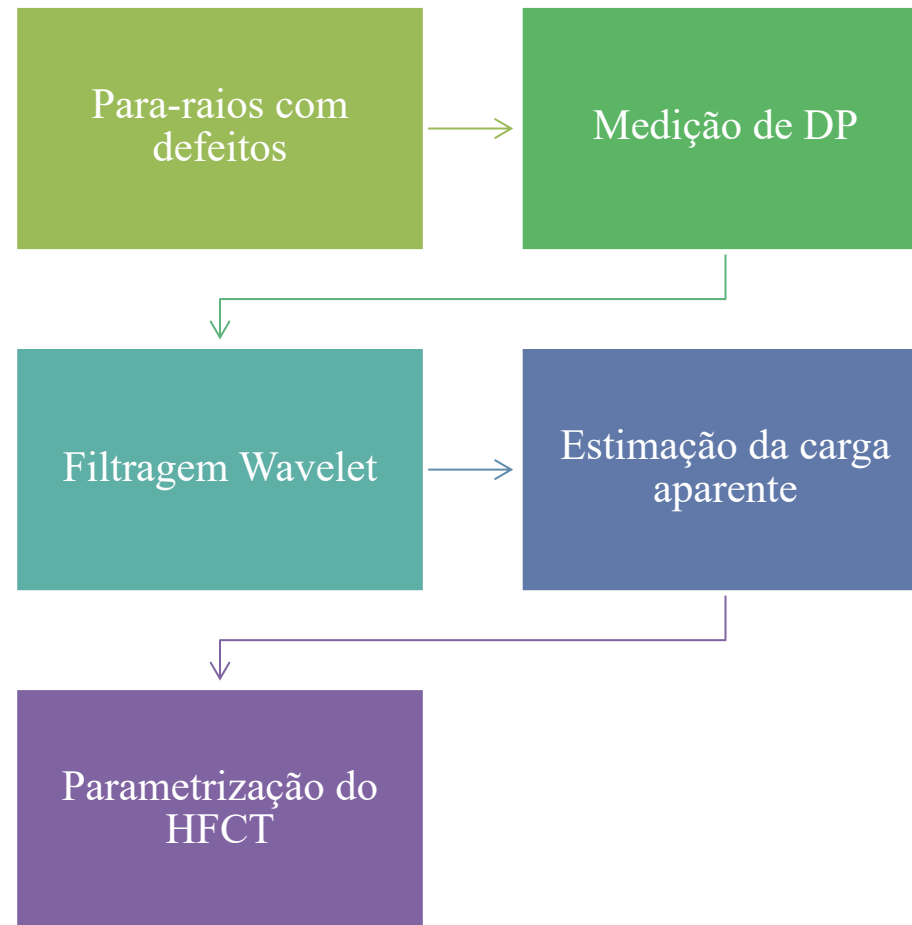 Para-raios com
defeitos
Medição de DP
Filtragem Wavelet
Estimação da carga
aparente
Parametrização do
HFCT